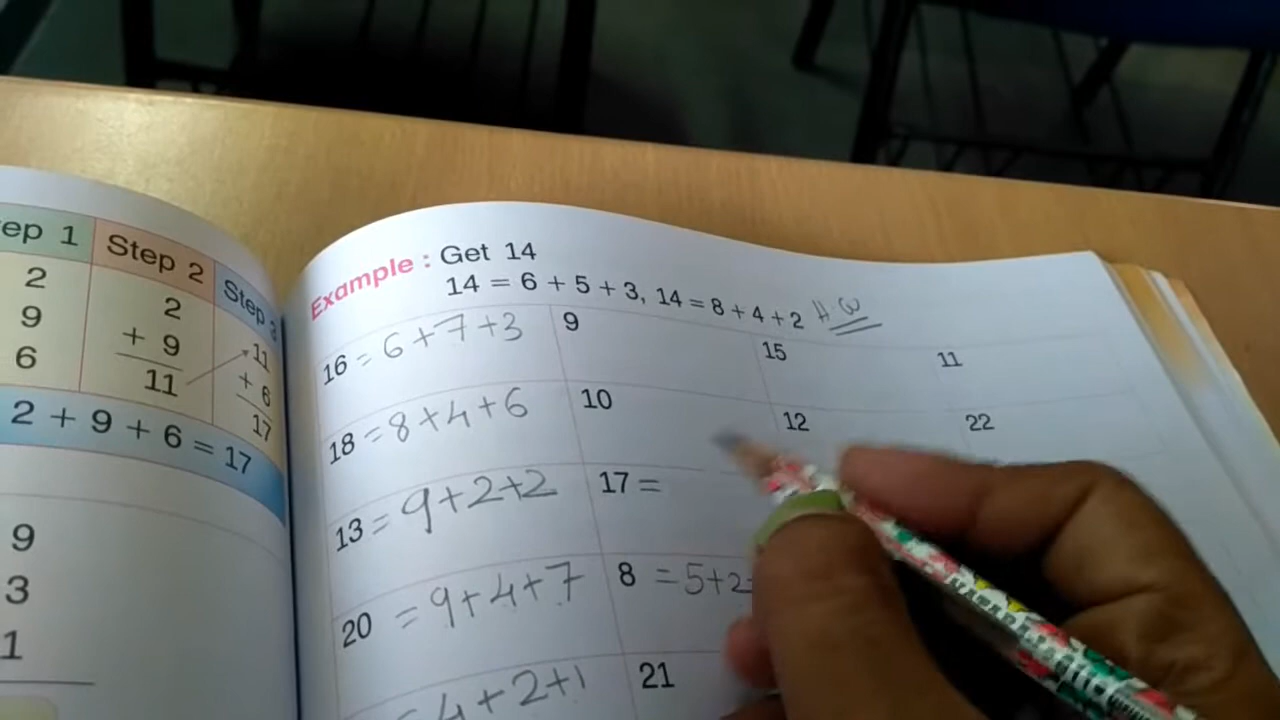 ep 1 Step 2 Step
2
9
6
2
+ 9
11
11
+ 6
17
2 + 9 + 6 = 17
9
3
1
Example : Get 14
14 = 6 + 5 + 3, 14 = 8 + 4 + 2 H W
16 = 6 + 7 + 3 9 15 11
18 = 8 + 4 + 6 10 12 22
13 = 9 + 2 + 2 17 =
20 = 9 + 4 + 7 8 = 5 + 2
= 4 + 2 + 1 21